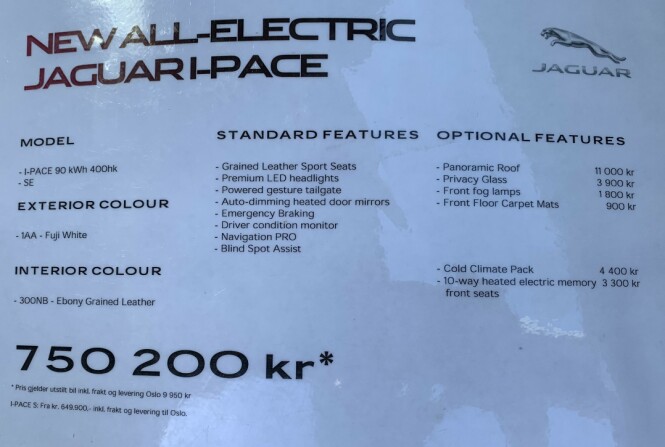 NEW ALL-ELECTRIC
JAGUAR I-PACE
JAGUAR
MODEL
- I-PACE 90 kWh 400hk
- SE
EXTERIOR COLOUR
- 1AA - Fuji White
INTERIOR COLOUR
- 300NB - Ebony Grained Leather
STANDARD FEATURES
- Grained Leather Sport Seats
- Premium LED headlights
- Powered gesture tailgate
- Auto-dimming heated door mirrors
- Emergency Braking
- Driver condition monitor
- Navigation PRO
- Blind Spot Assist
OPTIONAL FEATURES
- Panoramic Roof 11 000 kr
- Privacy Glass 3 900 kr
- Front fog lamps 1 800 kr
- Front Floor Carpet Mats 900 kr
- Cold Climate Pack 4 400 kr
- 10-way heated electric memory 3 300 kr
front seats
750 200 kr*
* Pris gjelder utstilt bil inkl. frakt og levering Oslo 9 950 kr
I-PACE S: Fra kr. 649.900,- inkl. frakt og levering til Oslo.